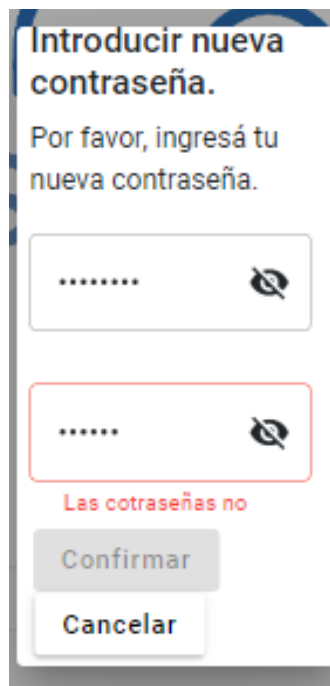 Introducir nueva
contraseña.
Por favor, ingresá tu
nueva contraseña.
••••••••
••••••
Las cotraseñas no
Confirmar
Cancelar